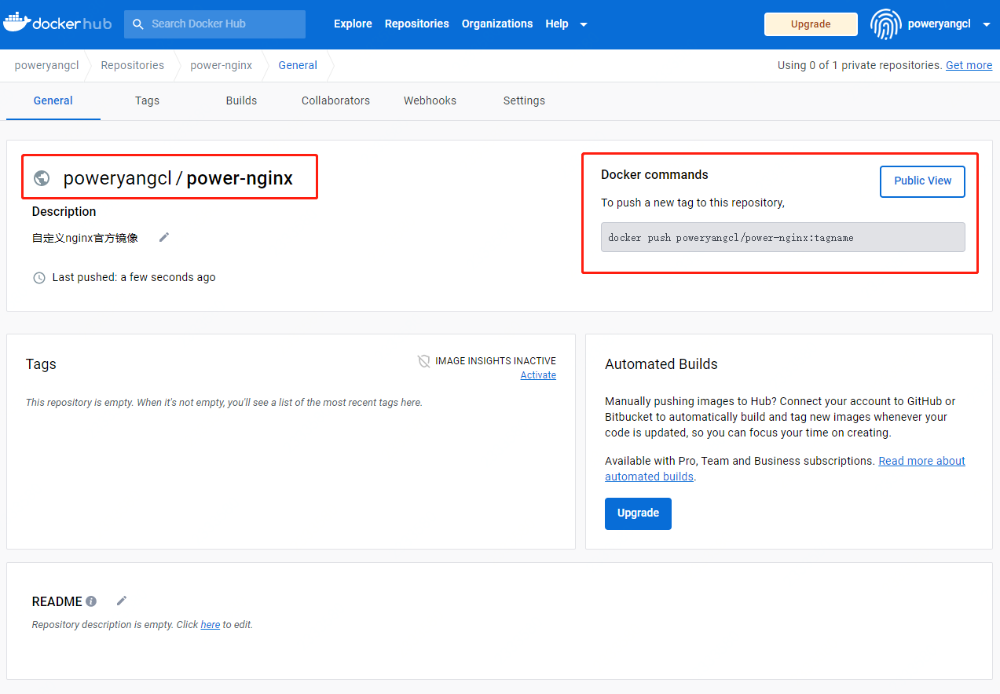 docker hub
Search Docker Hub
Explore Repositories Organizations Help
Upgrade
poweryangcl
poweryangcl Repositories power-nginx General
Using 0 of 1 private repositories. Get more
General Tags Builds Collaborators Webhooks Settings
poweryangcl / power-nginx
Description
自定义nginx官方镜像
Last pushed: a few seconds ago
Docker commands
Public View
To push a new tag to this repository,
docker push poweryangcl/power-nginx:tagname
Tags
IMAGE INSIGHTS INACTIVE
Activate
This repository is empty. When it's not empty, you'll see a list of the most recent tags here.
Automated Builds
Manually pushing images to Hub? Connect your account to GitHub or
Bitbucket to automatically build and tag new images whenever your
code is updated, so you can focus your time on creating.
Available with Pro, Team and Business subscriptions. Read more about
automated builds.
Upgrade
README
Repository description is empty. Click here to edit.